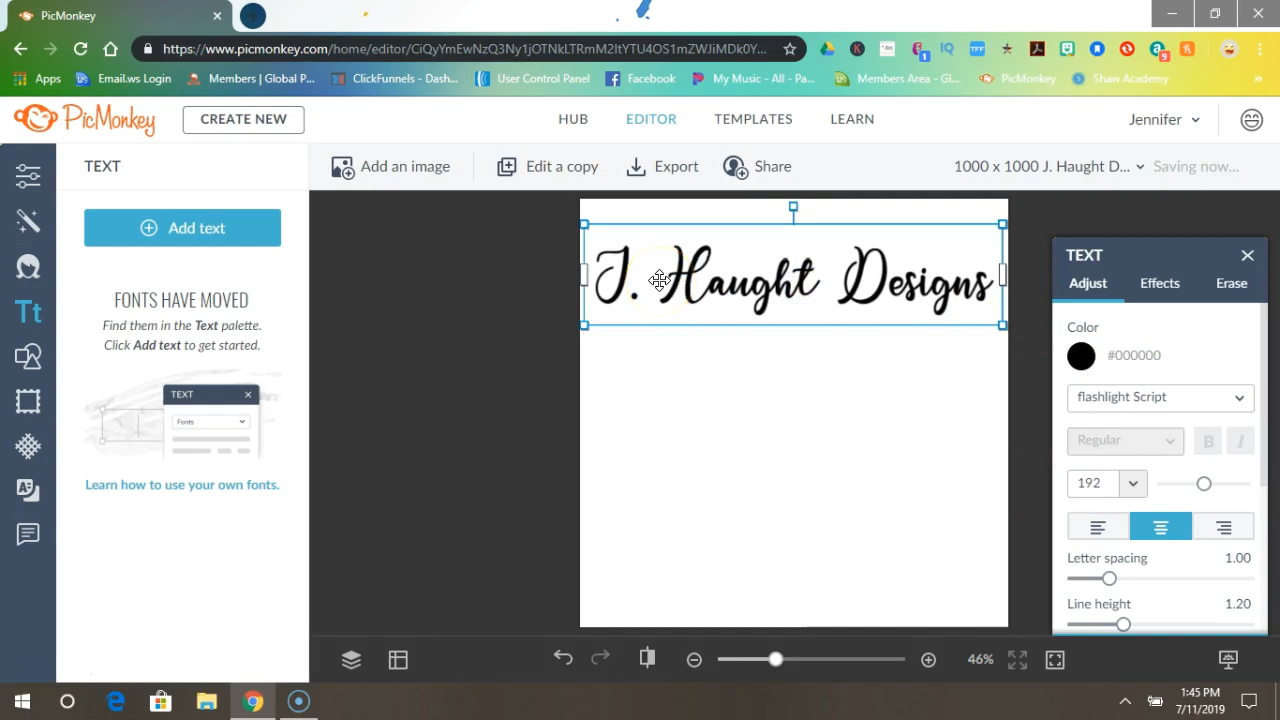 PicMonkey
https://www.picmonkey.com/home/editor/CiQyYmEwNzQ3Ny1jOTNkLTRmM2ItYTU4OS1mZWJiMDk0Y...
Apps
Email.ws Login
Members | Global P...
ClickFunnels - Dash...
User Control Panel
Facebook
My Music - All - Pa...
Members Area - Gl...
PicMonkey
Shaw Academy
»
PicMonkey
CREATE NEW
HUB
EDITOR
TEMPLATES
LEARN
Jennifer
TEXT
Add an image
Edit a copy
Export
Share
1000 x 1000 J. Haught D...
Saving now...
Add text
FONTS HAVE MOVED
Find them in the Text palette.
Click Add text to get started.
TEXT
Fonts
Learn how to use your own fonts.
J. Haught Designs
TEXT
Adjust
Effects
Erase
Color
#000000
flashlight Script
Regular
B
I
192
Letter spacing
1.00
Line height
1.20
46%
1:45 PM
7/11/2019